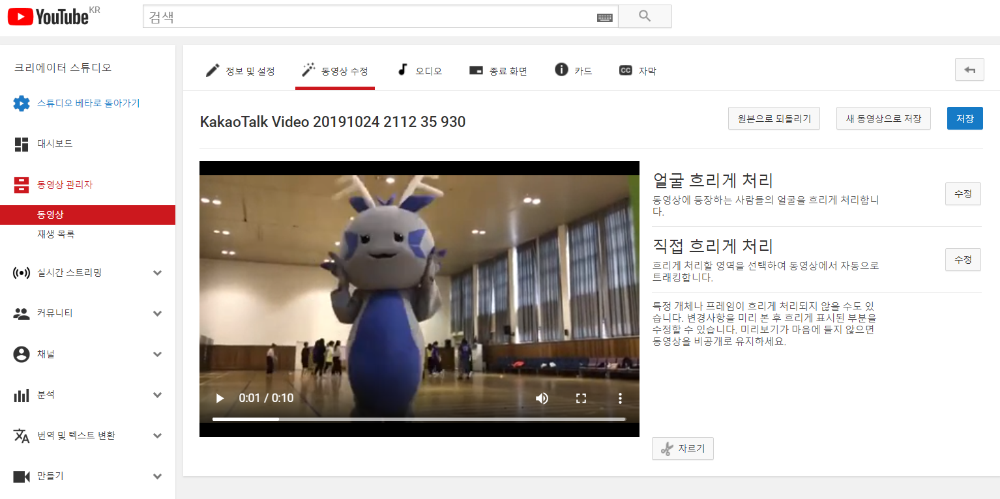 YouTube KR
검색
크리에이터 스튜디오
스튜디오 베타로 돌아가기
대시보드
동영상 관리자
동영상
재생 목록
실시간 스트리밍
커뮤니티
채널
분석
번역 및 텍스트 변환
만들기
정보 및 설정
동영상 수정
오디오
종료 화면
카드
CC 자막
KakaoTalk Video 20191024 2112 35 930
원본으로 되돌리기
새 동영상으로 저장
저장
0:01 / 0:10
얼굴 흐리게 처리
동영상에 등장하는 사람들의 얼굴을 흐리게 처리합니
다.
수정
직접 흐리게 처리
흐리게 처리할 영역을 선택하여 동영상에서 자동으로
트래킹합니다.
수정
특정 개체나 프레임이 흐리게 처리되지 않을 수도 있
습니다. 변경사항을 미리 본 후 흐리게 표시된 부분을
수정할 수 있습니다. 미리보기가 마음에 들지 않으면
동영상을 비공개로 유지하세요.
자르기